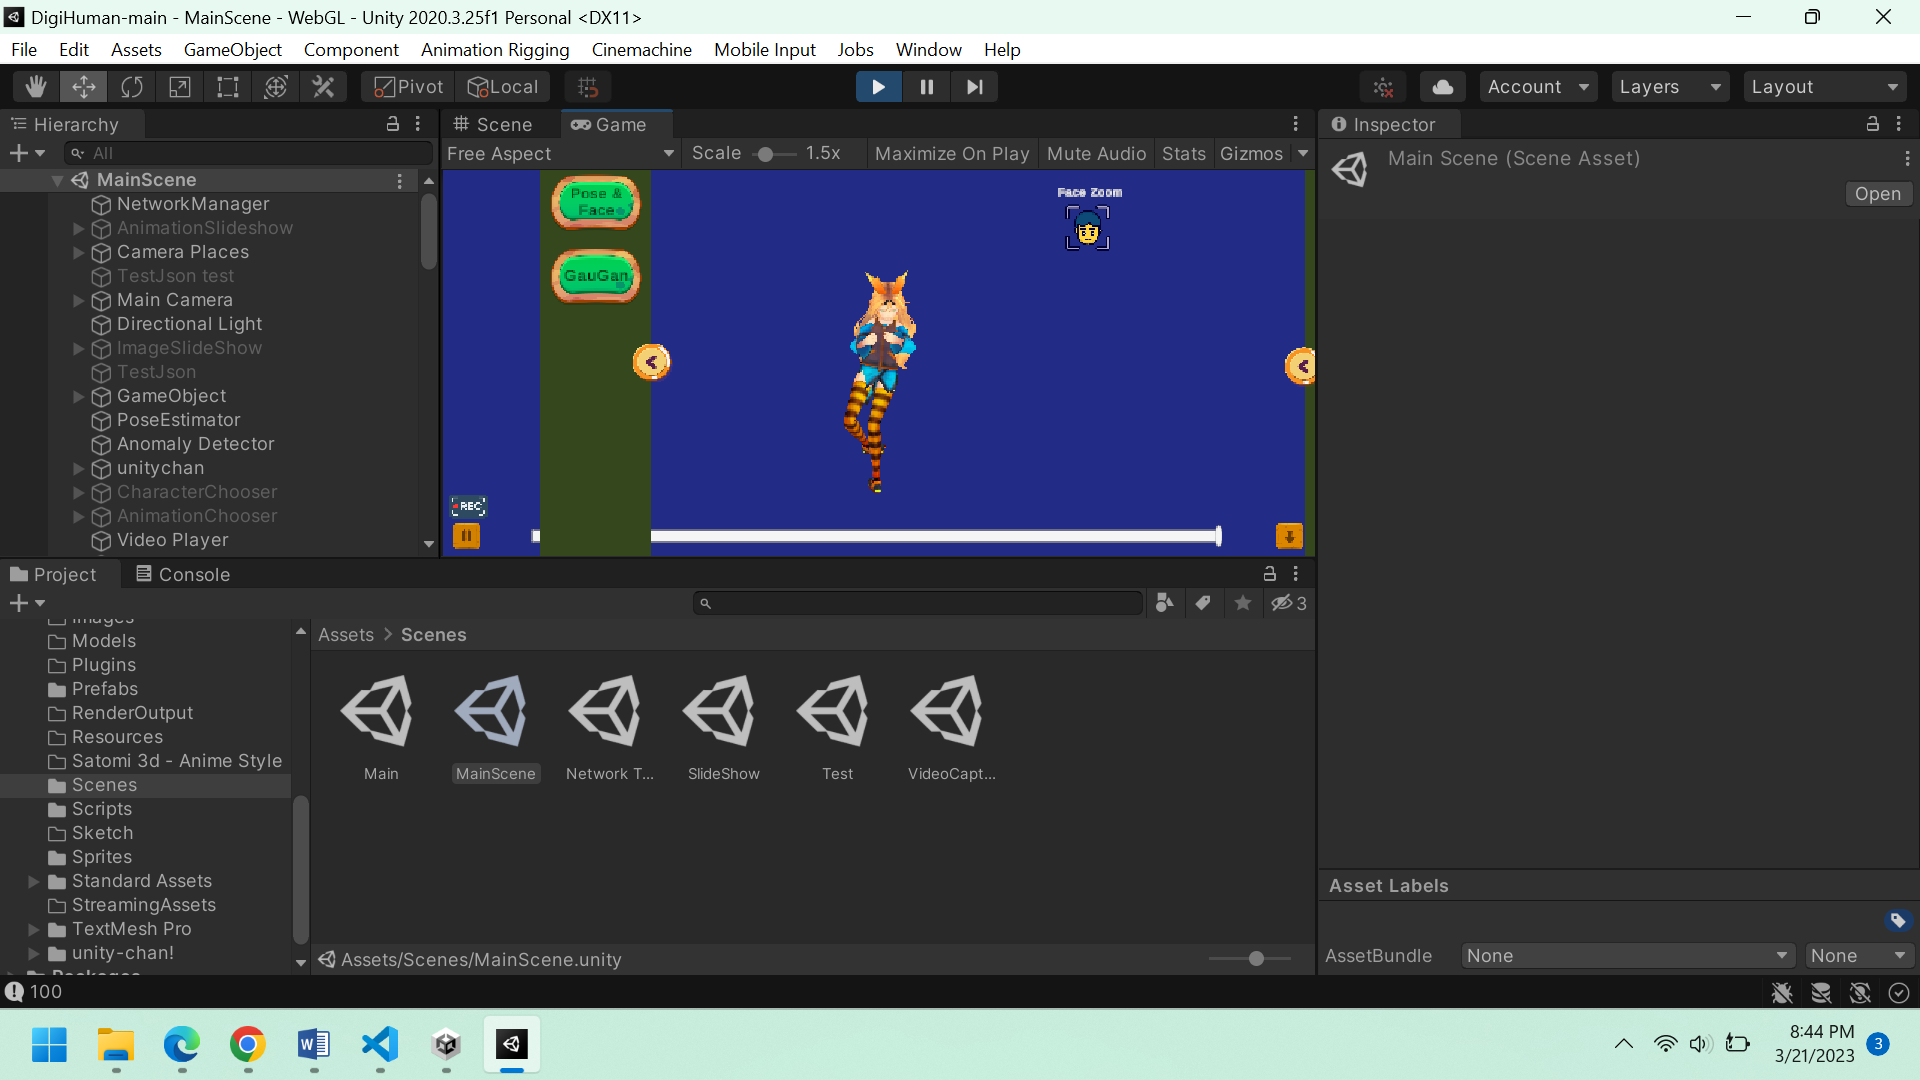 DigiHuman-main - MainScene - WebGL - Unity 2020.3.25f1 Personal <DX11>
File Edit Assets GameObject Component Animation Rigging Cinemachine Mobile Input Jobs Window Help
Pivot Local Account Layers Layout
Hierarchy
All
MainScene
NetworkManager
AnimationSlideshow
Camera Places
TestJson test
Main Camera
Directional Light
ImageSlideShow
TestJson
GameObject
PoseEstimator
Anomaly Detector
unitychan
CharacterChooser
AnimationChooser
Video Player
Scene Game
Free Aspect Scale 1.5x Maximize On Play Mute Audio Stats Gizmos
Pose &
Face
GauGan
Face Zoom
REC
Inspector
Main Scene (Scene Asset)
Open
Project Console
3
Images
Models
Plugins
Prefabs
RenderOutput
Resources
Satomi 3d - Anime Style
Scenes
Scripts
Sketch
Sprites
Standard Assets
StreamingAssets
TextMesh Pro
unity-chan!
Packages
Assets > Scenes
Main MainScene Network T... SlideShow Test VideoCapt...
Assets/Scenes/MainScene.unity
Asset Labels
AssetBundle None None
100
8:44 PM
3/21/2023
3